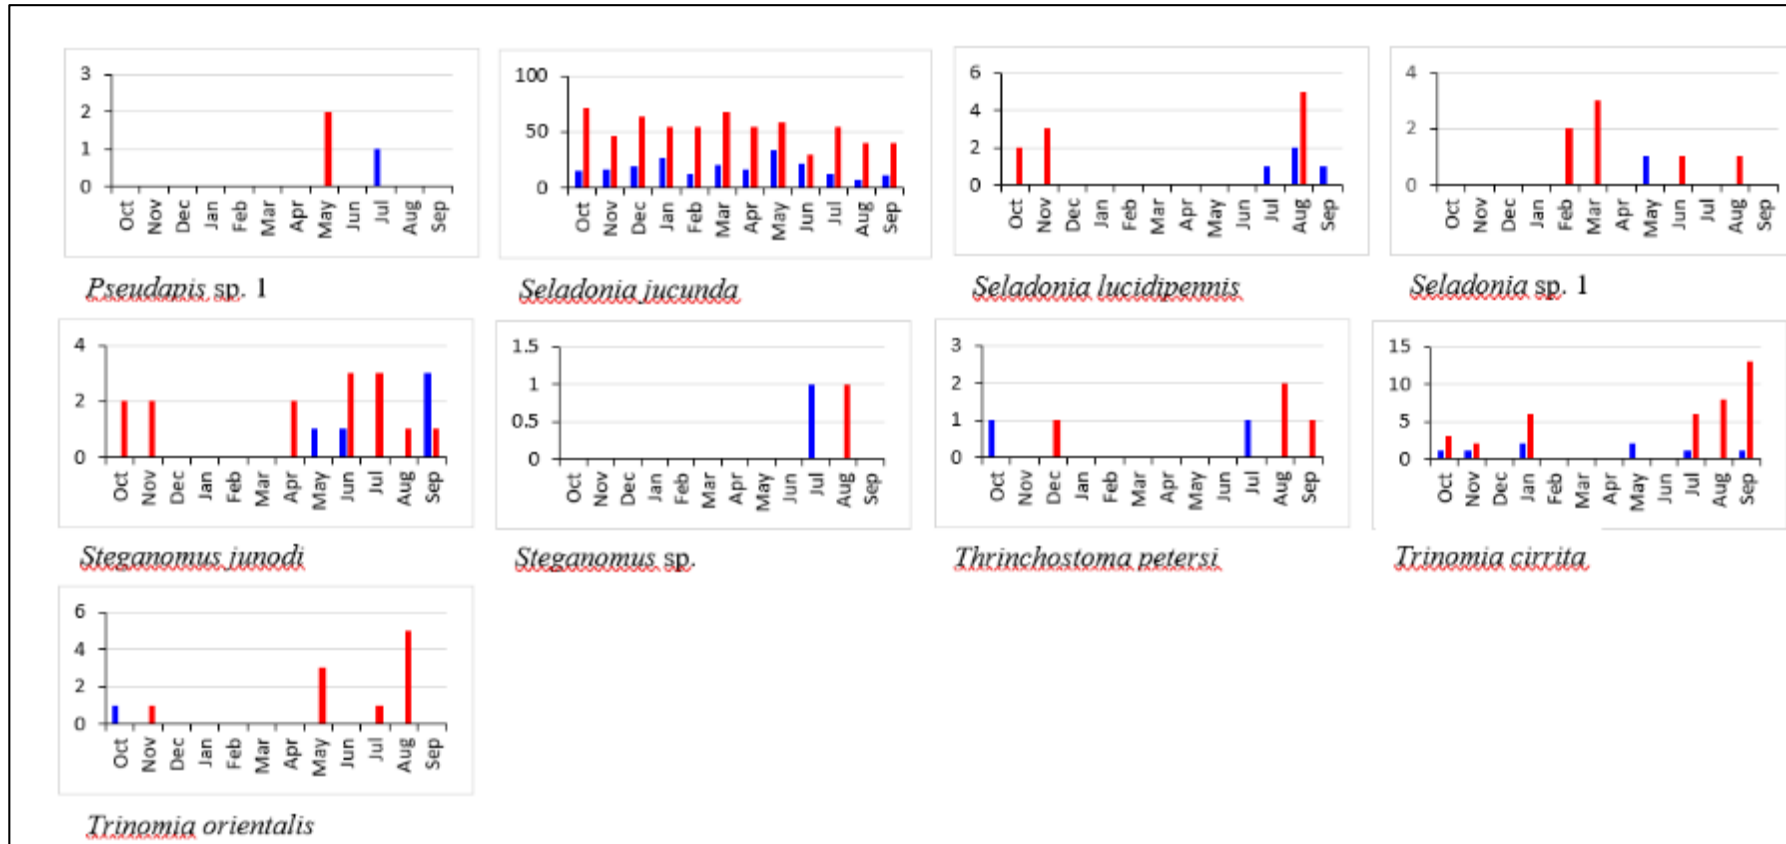 3
2
1
0
Oct Nov Dec Jan Feb Mar Apr May Jun Jul Aug Sep
Pseudapis sp. 1
100
50
0
Oct Nov Dec Jan Feb Mar Apr May Jun Jul Aug Sep
Seladonia jucunda
6
4
2
0
Oct Nov Dec Jan Feb Mar Apr May Jun Jul Aug Sep
Seladonia lucidipennis
4
2
0
Oct Nov Dec Jan Feb Mar Apr May Jun Jul Aug Sep
Seladonia sp. 1
4
2
0
Oct Nov Dec Jan Feb Mar Apr May Jun Jul Aug Sep
Steganomus junodi
1.5
1
0.5
0
Oct Nov Dec Jan Feb Mar Apr May Jun Jul Aug Sep
Steganomus sp.
3
2
1
0
Oct Nov Dec Jan Feb Mar Apr May Jun Jul Aug Sep
Thrinchostoma petersi
15
10
5
0
Oct Nov Dec Jan Feb Mar Apr May Jun Jul Aug Sep
Trinomia cirrita
6
4
2
0
Oct Nov Dec Jan Feb Mar Apr May Jun Jul Aug Sep
Trinomia orientalis